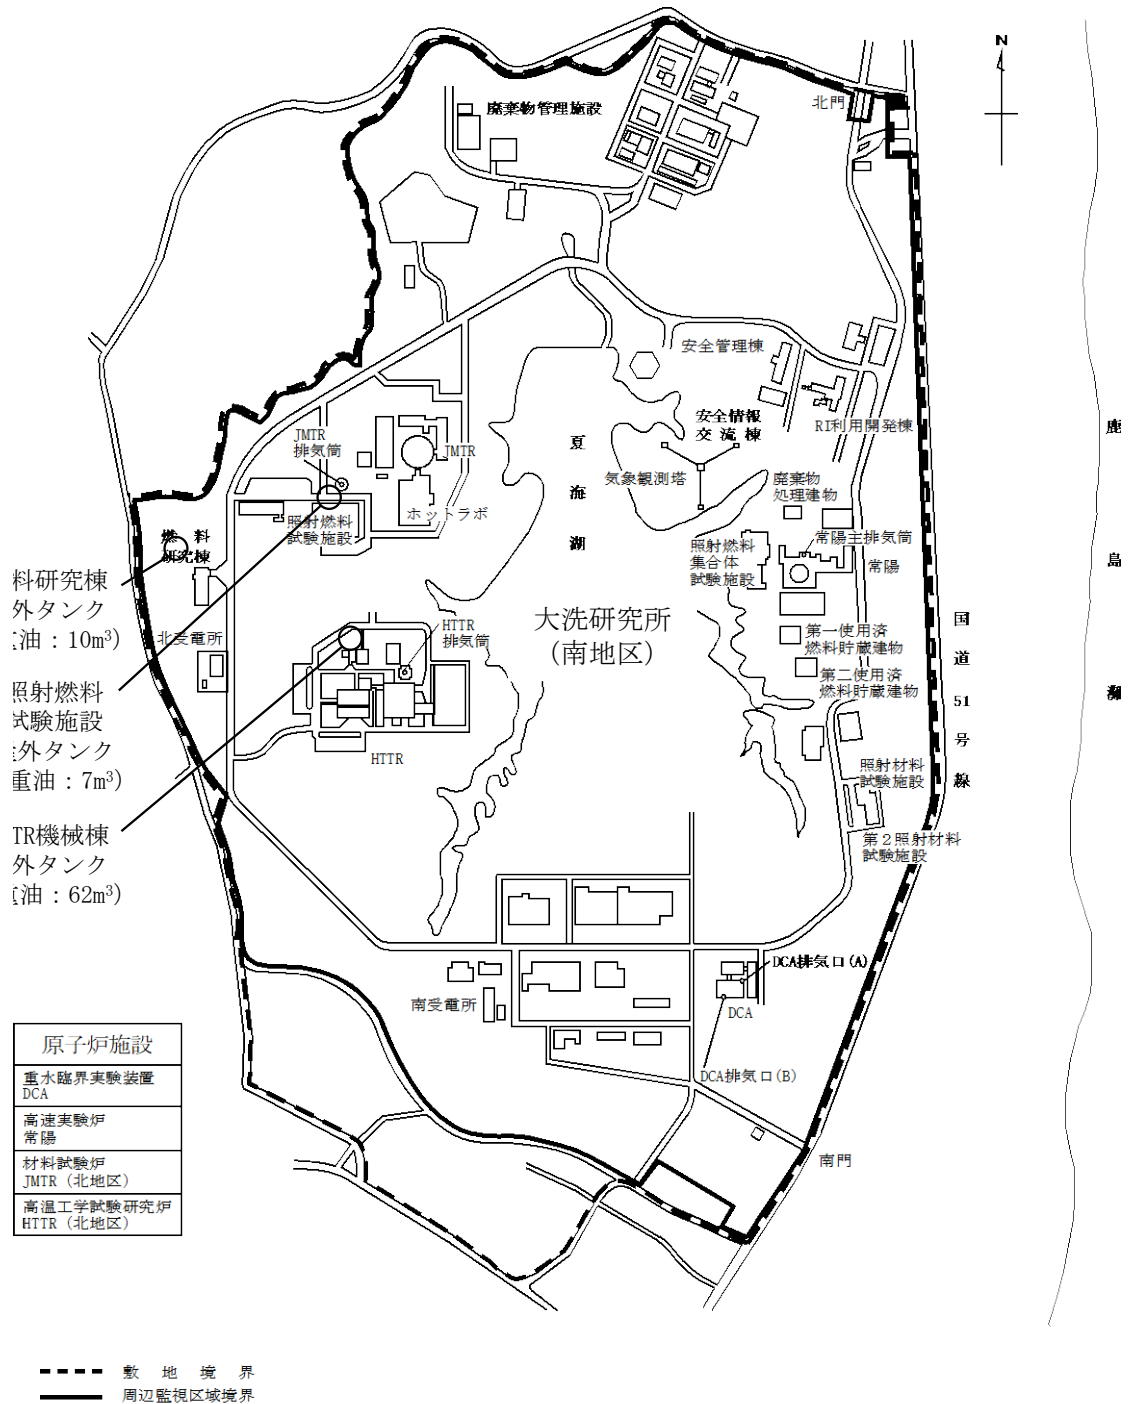 N
北門
廃棄物管理施設
安全管理棟
安全情報
交流棟
RI利用開発棟
気象観測塔
夏海湖
JMTR
排気筒
JMTR
ホットラボ
照射燃料
試験施設
燃料
研究棟
廃棄物
処理建物
常陽主排気筒
常陽
照射燃料
集合体
試験施設
鹿島
国道51号線
料研究棟
外タンク
油：10m³)
北受電所
HTTR
排気筒
大洗研究所
(南地区)
第一使用済
燃料貯蔵建物
第二使用済
燃料貯蔵建物
照射燃料
試験施設
外タンク
重油：7m³)
HTTR
照射材料
試験施設
第2照射材料
試験施設
TR機械棟
外タンク
油：62m³)
DCA排気口(A)
南受電所
DCA
DCA排気口(B)
南門
原子炉施設
重水臨界実験装置
DCA
高速実験炉
常陽
材料試験炉
JMTR (北地区)
高温工学試験研究炉
HTTR (北地区)
敷地境界
周辺監視区域境界